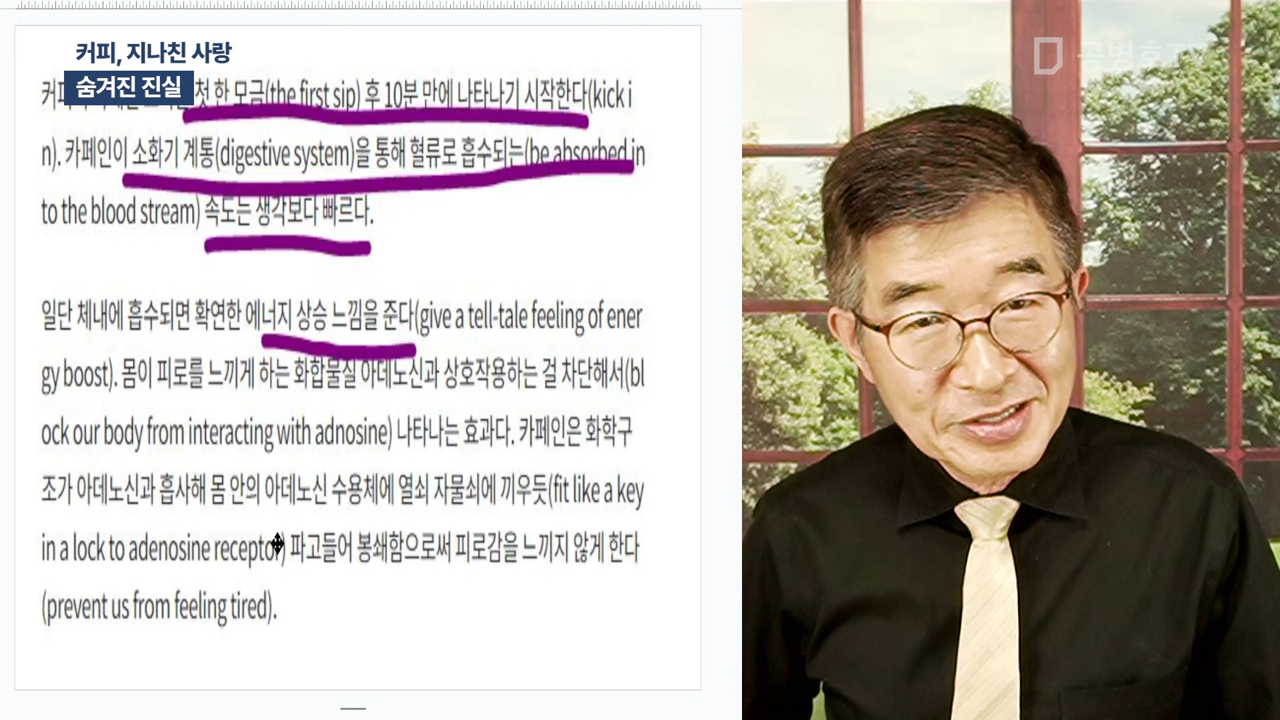 커피, 지나친 사랑
숨겨진 진실
첫 한 모금(the first sip) 후 10분 만에 나타나기 시작한다(kick i
n). 카페인이 소화기 계통(digestive system)을 통해 혈류로 흡수되는(be absorbed in
to the blood stream) 속도는 생각보다 빠르다.
일단 체내에 흡수되면 확연한 에너지 상승 느낌을 준다(give a tell-tale feeling of ener
gy boost). 몸이 피로를 느끼게 하는 화합물질 아데노신과 상호작용하는 걸 차단해서(bl
ock our body from interacting with adnosine) 나타나는 효과다. 카페인은 화학구
조가 아데노신과 흡사해 몸 안의 아데노신 수용체에 열쇠 자물쇠에 끼우듯(fit like a key
in a lock to adenosine receptor) 파고들어 봉쇄함으로써 피로감을 느끼지 않게 한다
(prevent us from feeling tired).